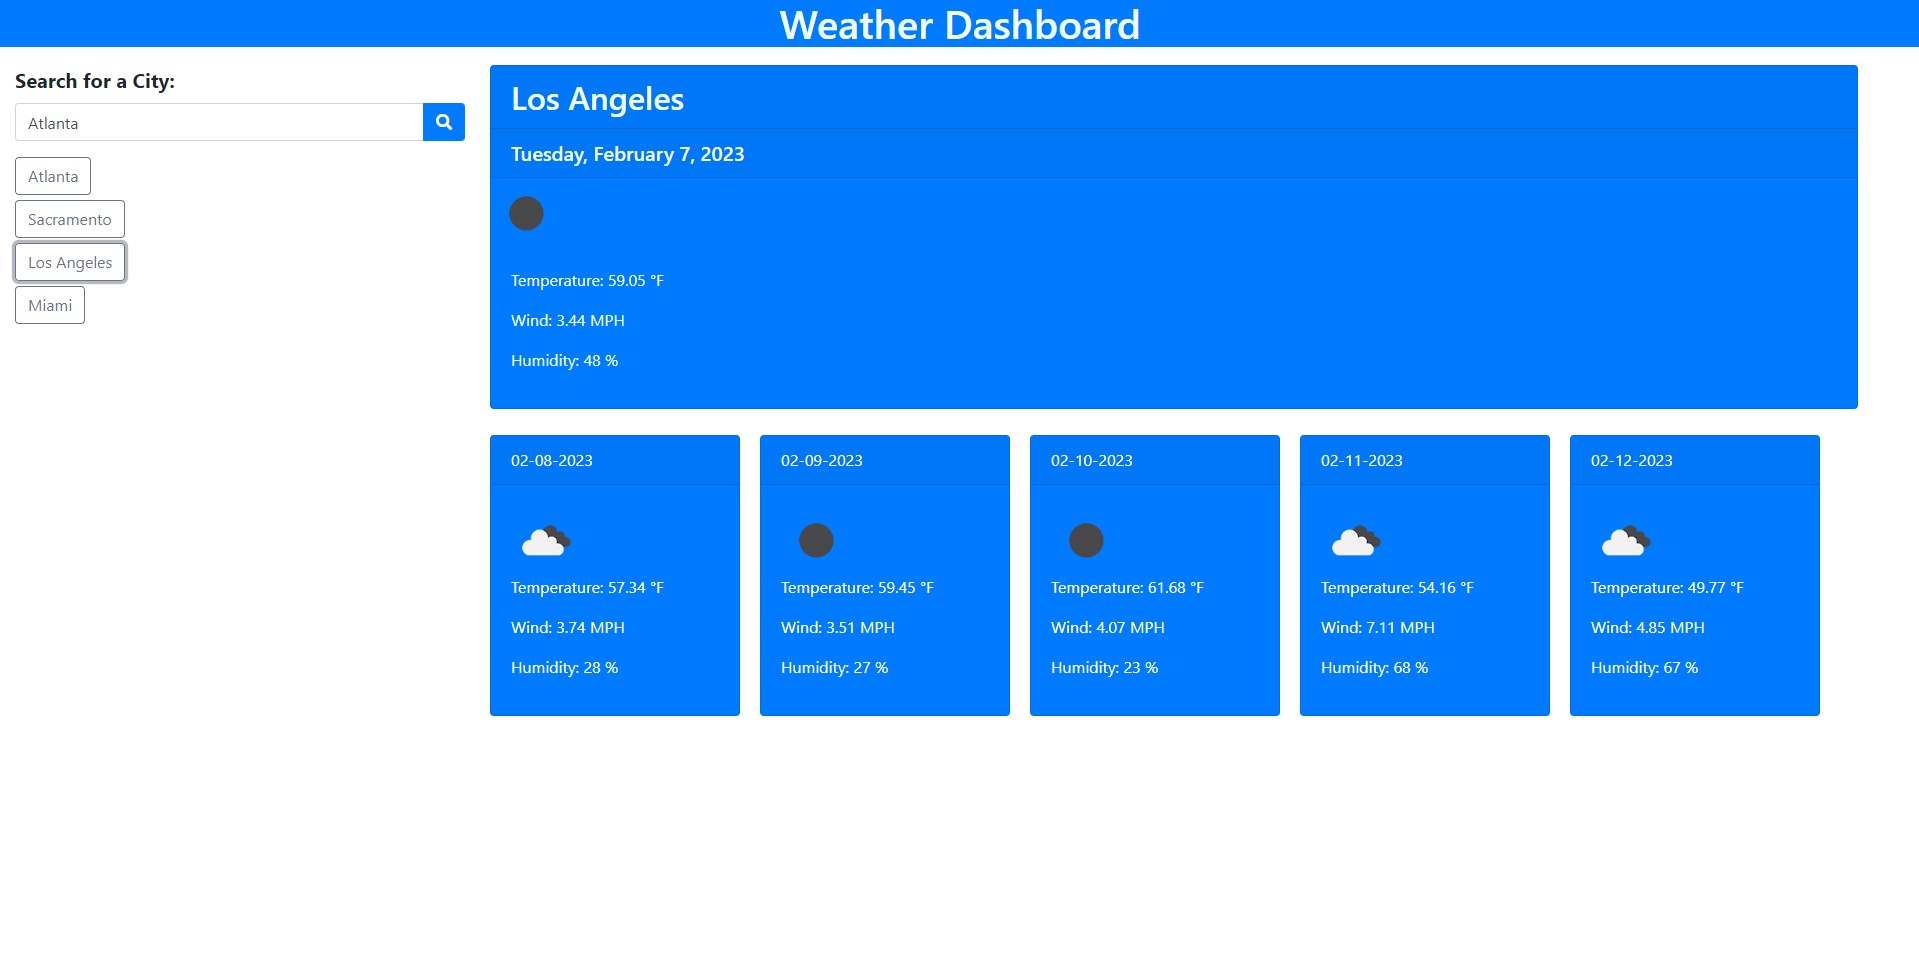 Weather Dashboard
Search for a City:
Atlanta
Atlanta
Sacramento
Los Angeles
Miami
Los Angeles
Tuesday, February 7, 2023
Temperature: 59.05 °F
Wind: 3.44 MPH
Humidity: 48 %
02-08-2023
Temperature: 57.34 °F
Wind: 3.74 MPH
Humidity: 28 %
02-09-2023
Temperature: 59.45 °F
Wind: 3.51 MPH
Humidity: 27 %
02-10-2023
Temperature: 61.68 °F
Wind: 4.07 MPH
Humidity: 23 %
02-11-2023
Temperature: 54.16 °F
Wind: 7.11 MPH
Humidity: 68 %
02-12-2023
Temperature: 49.77 °F
Wind: 4.85 MPH
Humidity: 67 %